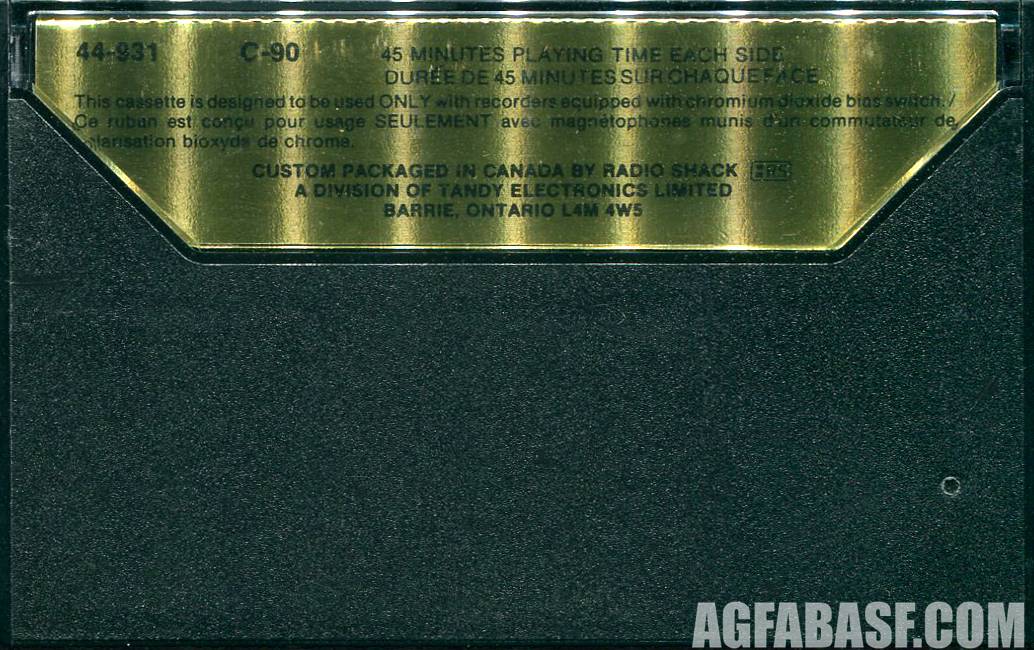 44-931 C-90 45 MINUTES PLAYING TIME EACH SIDE
DURÉE DE 45 MINUTES SUR CHAQUE FACE
This cassette is designed to be used ONLY with recorders equipped with chromium dioxide bias switch. /
Ce ruban est conçu pour usage SEULEMENT avec magnétophones munis d'un commutateur de
polarisation bioxyde de chrome.
CUSTOM PACKAGED IN CANADA BY RADIO SHACK
A DIVISION OF TANDY ELECTRONICS LIMITED
BARRIE, ONTARIO L4M 4W5
AGFABASF.COM